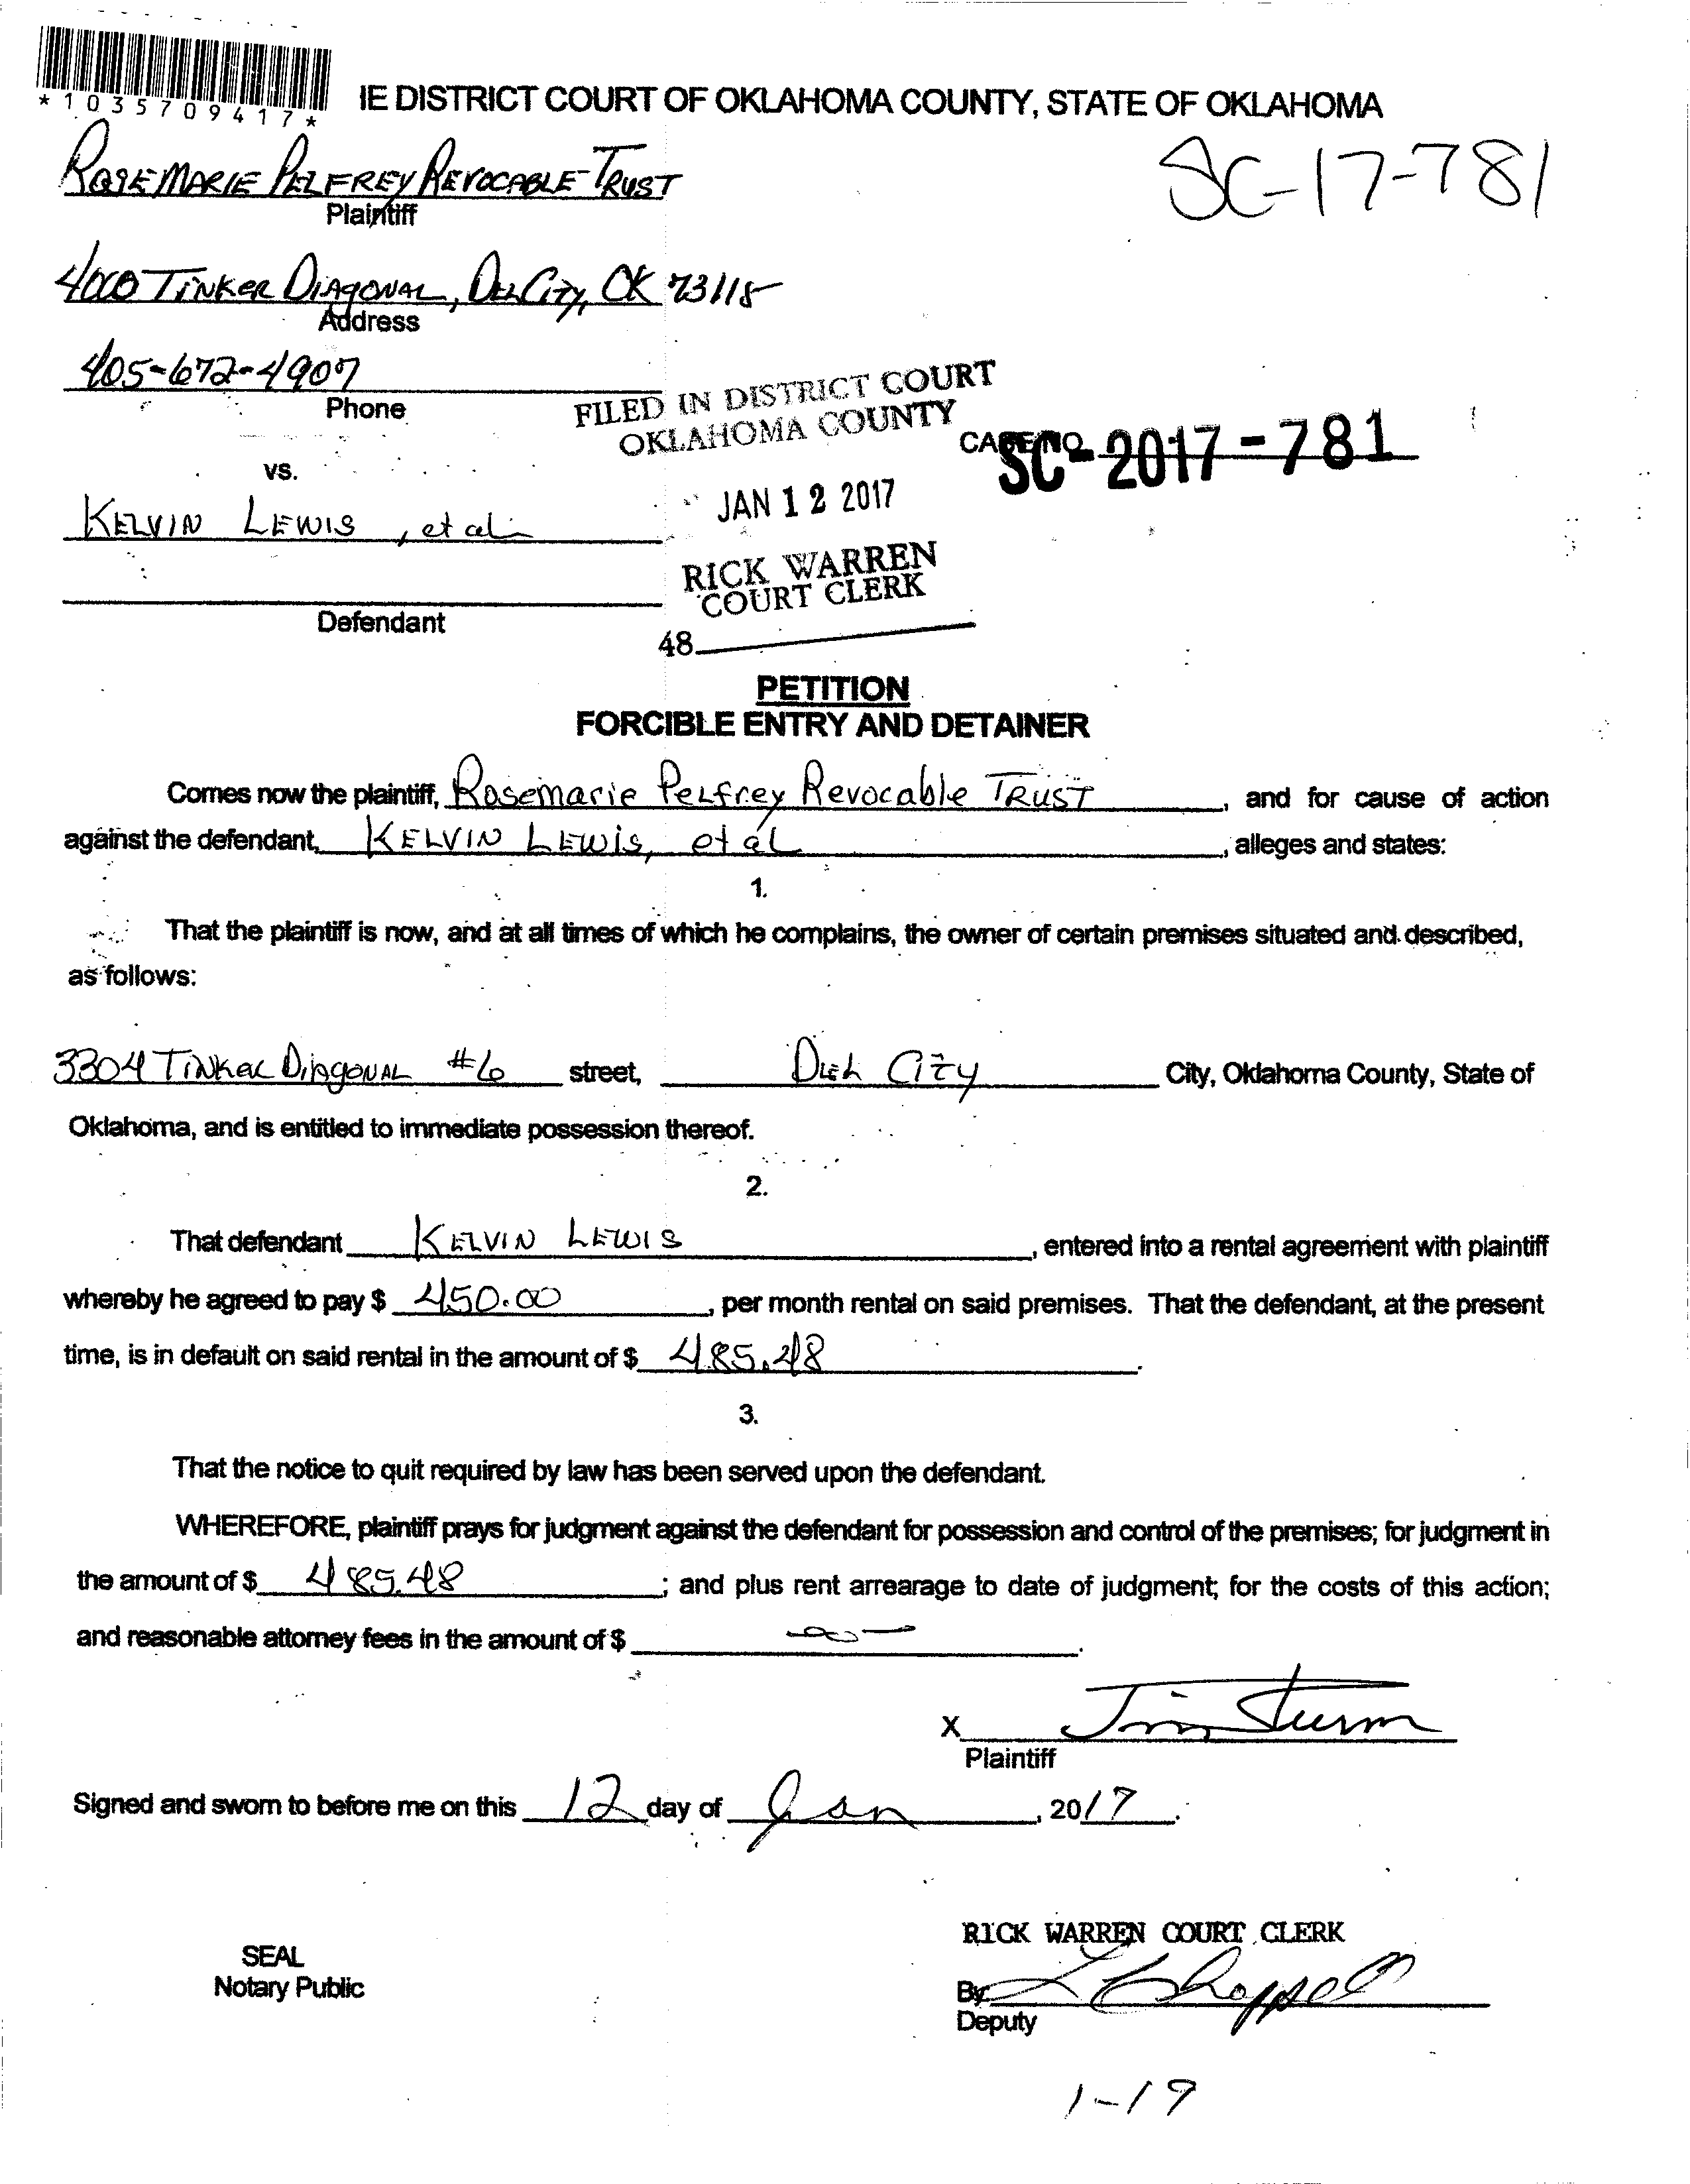 *1035709417*
IE DISTRICT COURT OF OKLAHOMA COUNTY, STATE OF OKLAHOMA
ROSEMARIE PELFREY REVOCABLE TRUST
SC-17-781
Plaintiff
4000 TINKER DIAGONAL, DEL CITY, OK 73115
Address
405-672-4907
Phone
FILED IN DISTRICT COURT
OKLAHOMA COUNTY
CASE NO. SC-2017-781
vs.
JAN 12 2017
KELVIN LEWIS, et al
RICK WARREN
COURT CLERK
Defendant
48
PETITION
FORCIBLE ENTRY AND DETAINER
Comes now the plaintiff, Rosemarie Pelfrey Revocable TRUST, and for cause of action
against the defendant, KELVIN LEWIS, et al, alleges and states:
1.
That the plaintiff is now, and at all times of which he complains, the owner of certain premises situated and described,
as follows:
3304 TINKER DIAGONAL #6 street, DEL CITY City, Oklahoma County, State of
Oklahoma, and is entitled to immediate possession thereof.
2.
That defendant KELVIN LEWIS, entered into a rental agreement with plaintiff
whereby he agreed to pay $ 450.00, per month rental on said premises. That the defendant, at the present
time, is in default on said rental in the amount of $ 485.48.
3.
That the notice to quit required by law has been served upon the defendant.
WHEREFORE, plaintiff prays for judgment against the defendant for possession and control of the premises; for judgment in
the amount of $ 485.48; and plus rent arrearage to date of judgment; for the costs of this action;
and reasonable attorney fees in the amount of $ .
X Jim Sturm
Plaintiff
Signed and sworn to before me on this 12 day of Jan, 2017.
RICK WARREN COURT CLERK
SEAL
Notary Public
By L Chappell
Deputy
1-19